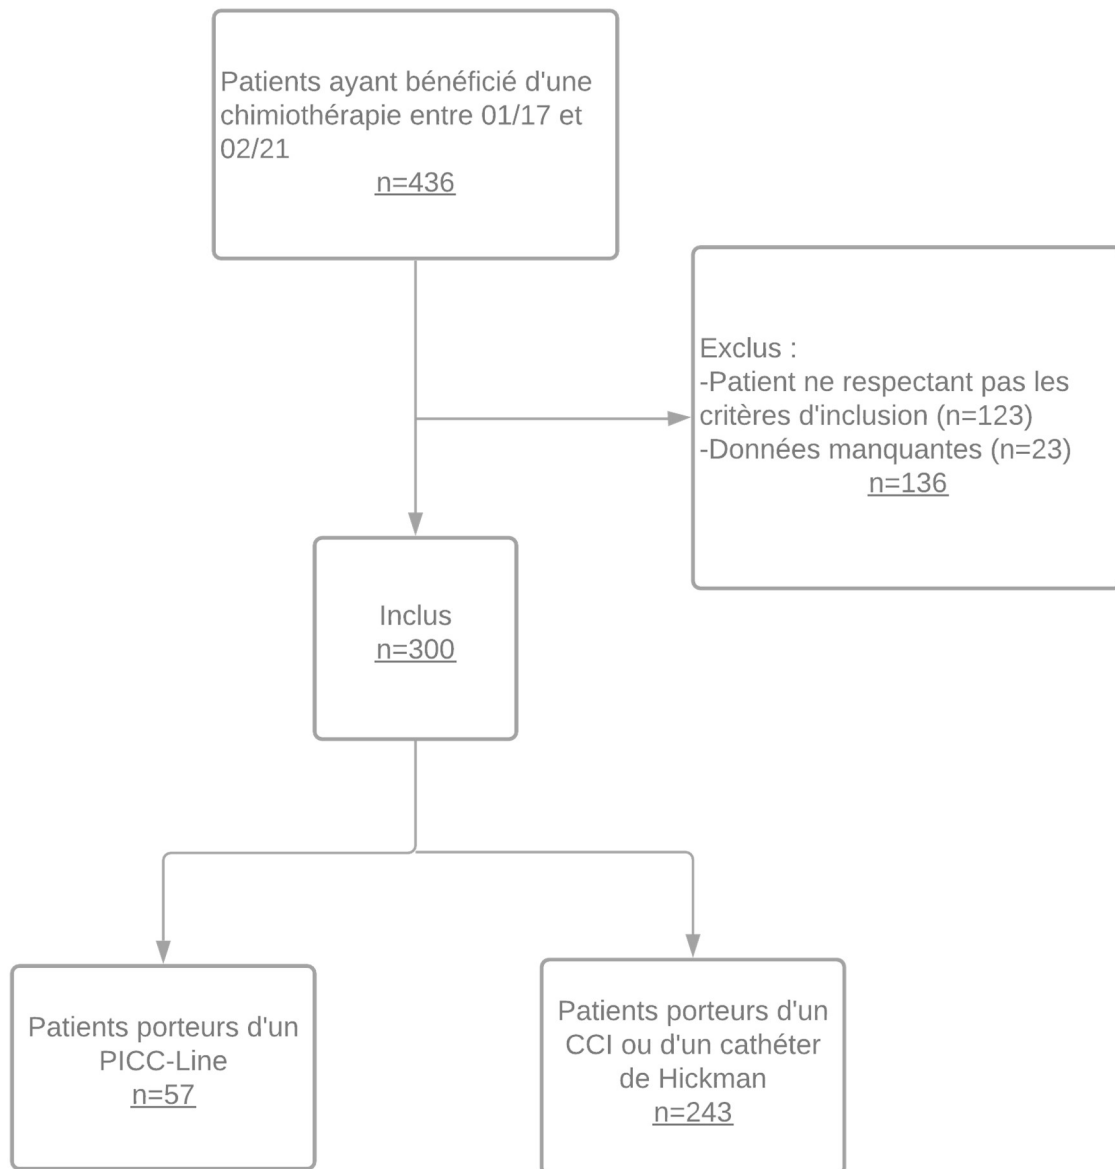 Patients ayant bénéficié d'une
chimiothérapie entre 01/17 et
02/21
n=436
Exclus :
-Patient ne respectant pas les
critères d'inclusion (n=123)
-Données manquantes (n=23)
n=136
Inclus
n=300
Patients porteurs d'un
PICC-Line
n=57
Patients porteurs d'un
CCI ou d'un cathéter
de Hickman
n=243